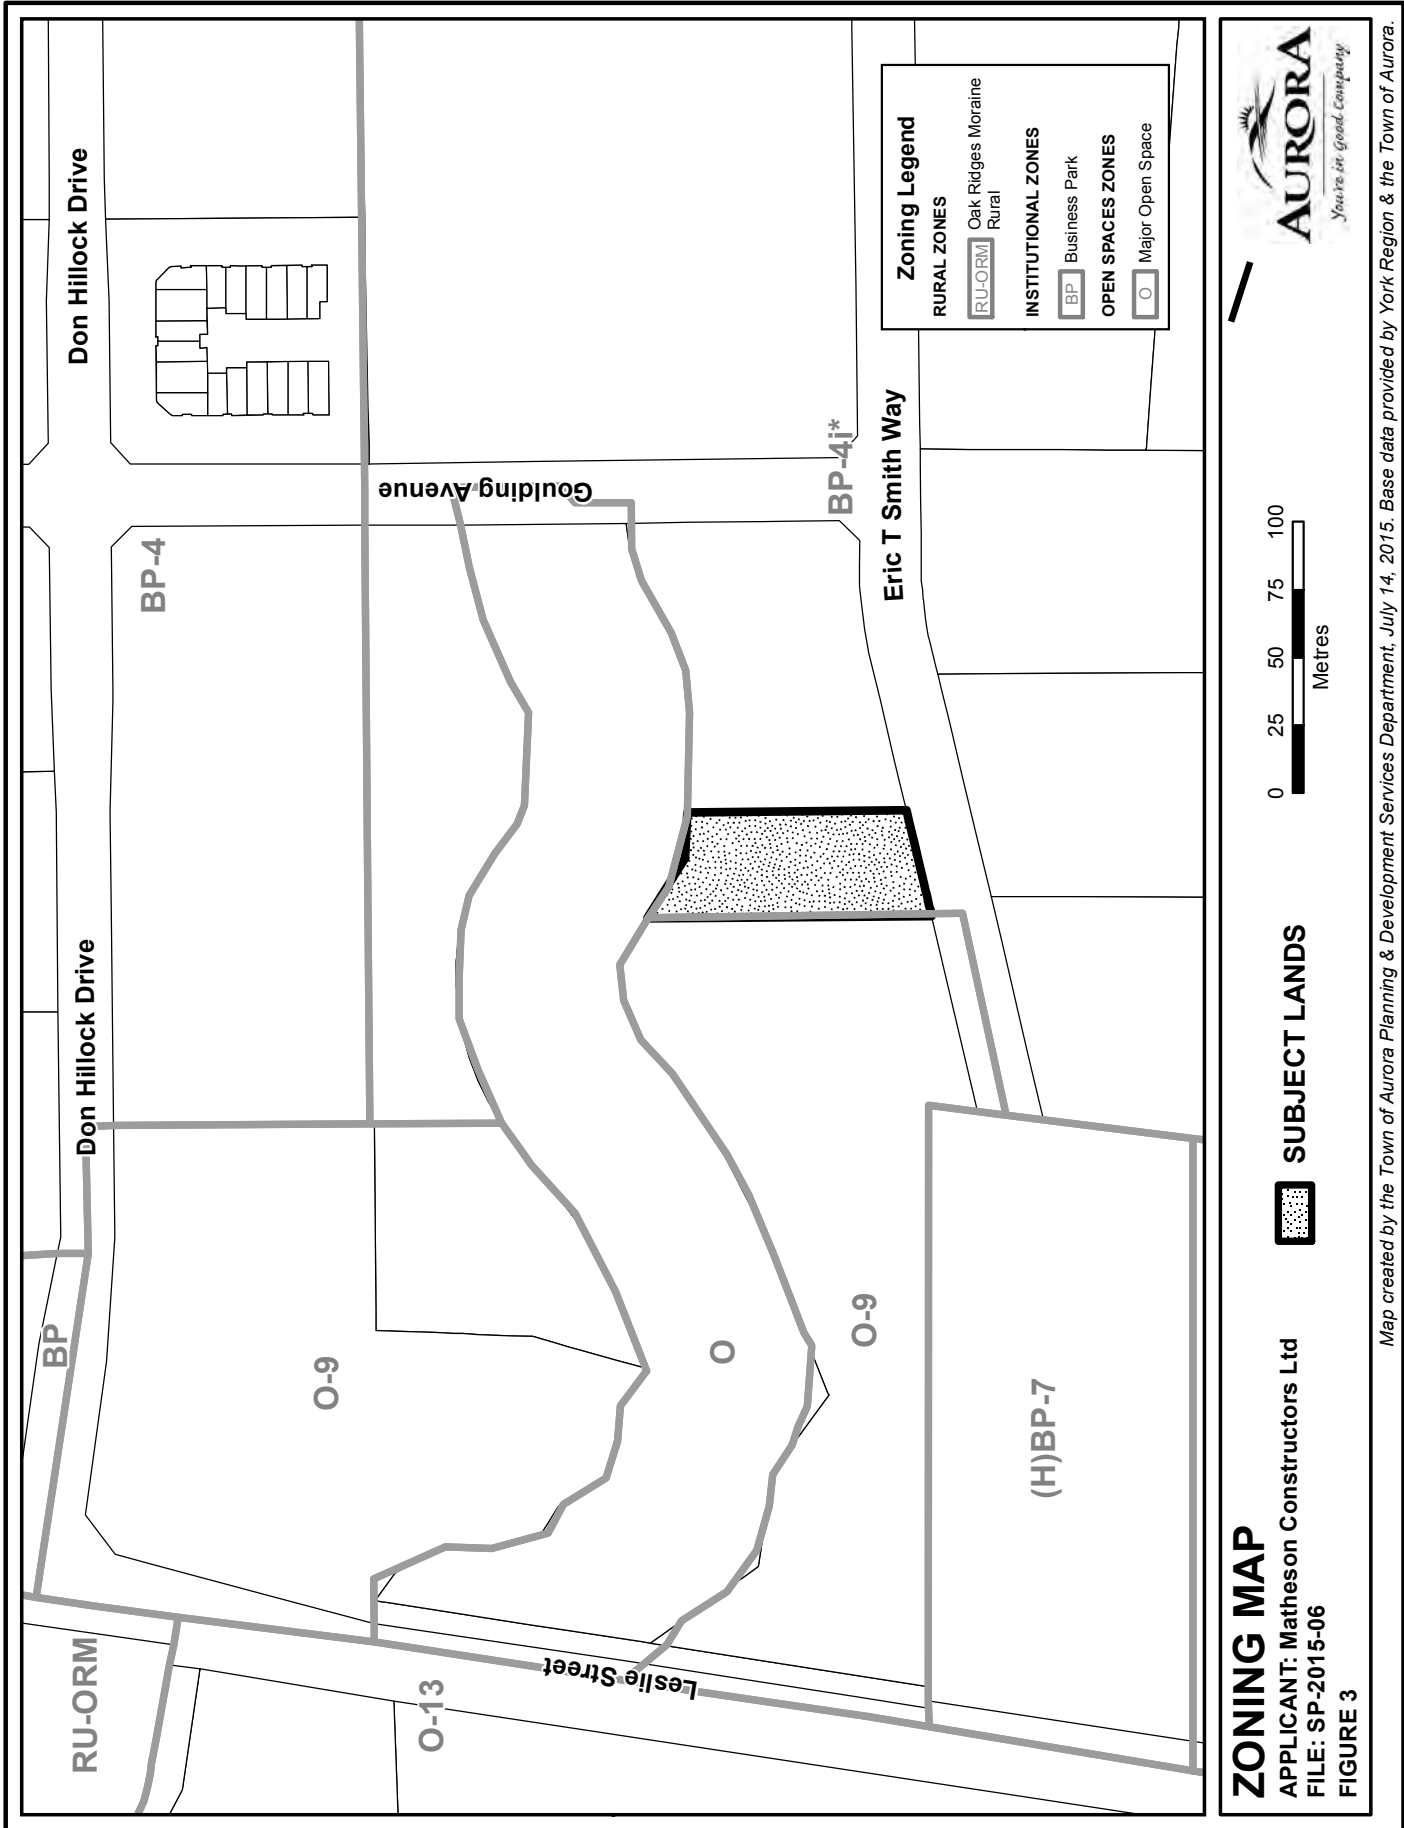 Don Hillock Drive
Don Hillock Drive
Goulding Avenue
Eric T Smith Way
Leslie Street
RU-ORM
BP
BP-4
BP-4i*
O-9
O-13
O
O-9
(H)BP-7
Zoning Legend
RURAL ZONES
RU-ORM Oak Ridges Moraine
Rural
INSTITUTIONAL ZONES
BP Business Park
OPEN SPACES ZONES
O Major Open Space
ZONING MAP
APPLICANT: Matheson Constructors Ltd
FILE: SP-2015-06
FIGURE 3
SUBJECT LANDS
0 25 50 75 100
Metres
AURORA
You're in Good Company
Map created by the Town of Aurora Planning & Development Services Department, July 14, 2015. Base data provided by York Region & the Town of Aurora.